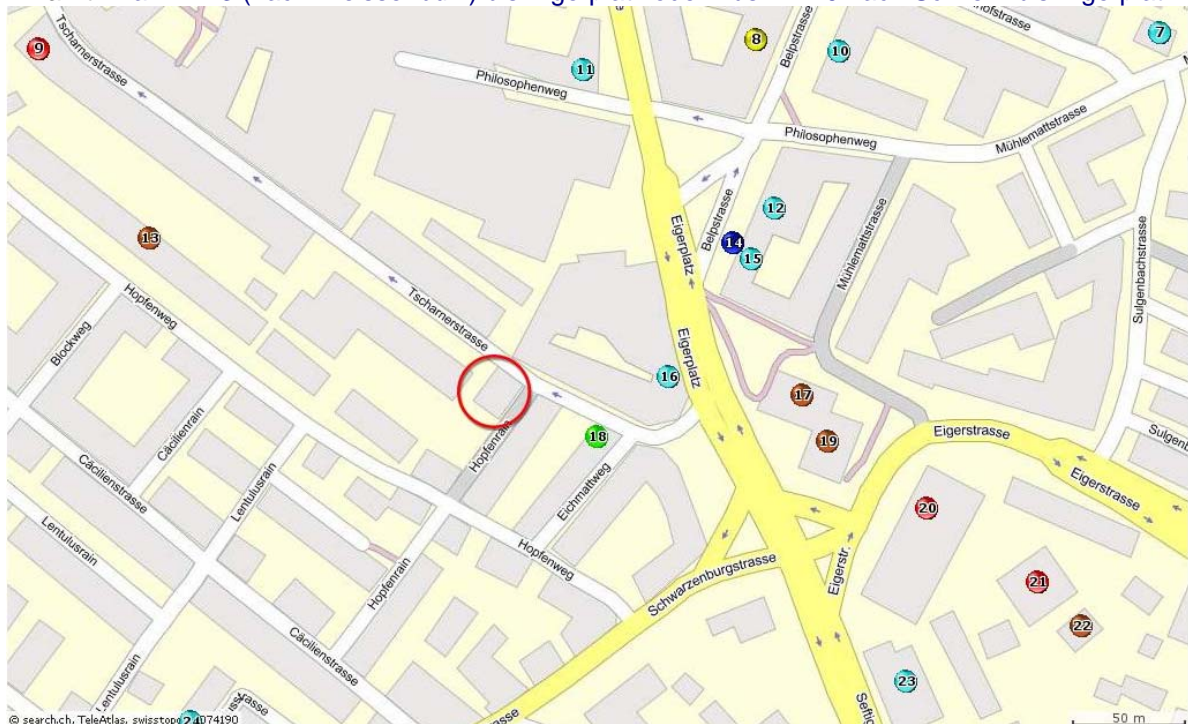 9
Tscharnerstrasse
11
Philosophenweg
8
Belpstrasse
10
7
Philosophenweg
Mühlemattstrasse
12
14
15
Belpstrasse
Mühlemattstrasse
Sulgenbachstrasse
Eigerplatz
13
Hopfenweg
Blockweg
Tscharnerstrasse
Eigerplatz
16
17
18
19
Hopfenrain
Cäcilienrain
Eichmattweg
Eigerstrasse
Eigerstrasse
Cäcilienstrasse
Lentulusrain
Lentulusrain
Hopfenweg
20
Hopfenrain
Schwarzenburgstrasse
Eigerstr.
21
22
Cäcilienstrasse
Lentulusrain
23
© search.ch, TeleAtlas, swisstopo
074190
50 m